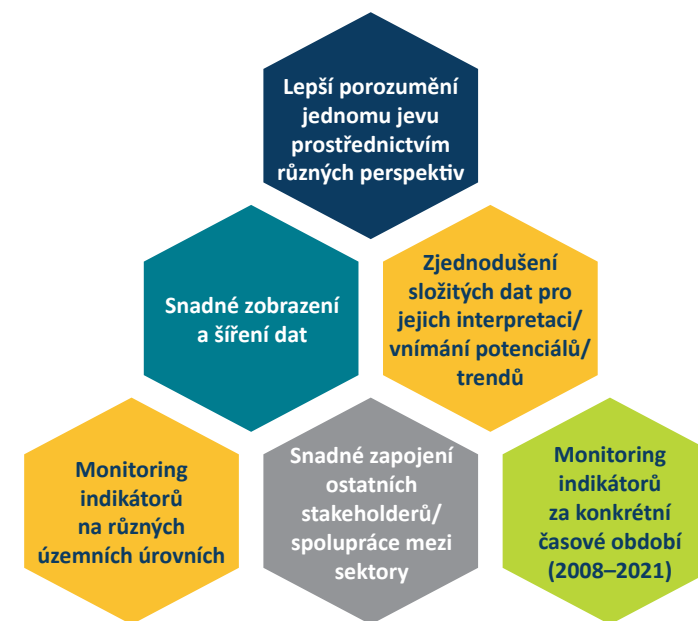 Lepší porozumění
jednomu jevu
prostřednictvím
různých perspektiv
Snadné zobrazení
a šíření dat
Zjednodušení
složitých dat pro
jejich interpretaci/
vnímání potenciálů/
trendů
Monitoring
indikátorů
na různých
územních úrovních
Snadné zapojení
ostatních
stakeholderů/
spolupráce mezi
sektory
Monitoring
indikátorů
za konkrétní
časové období
(2008–2021)